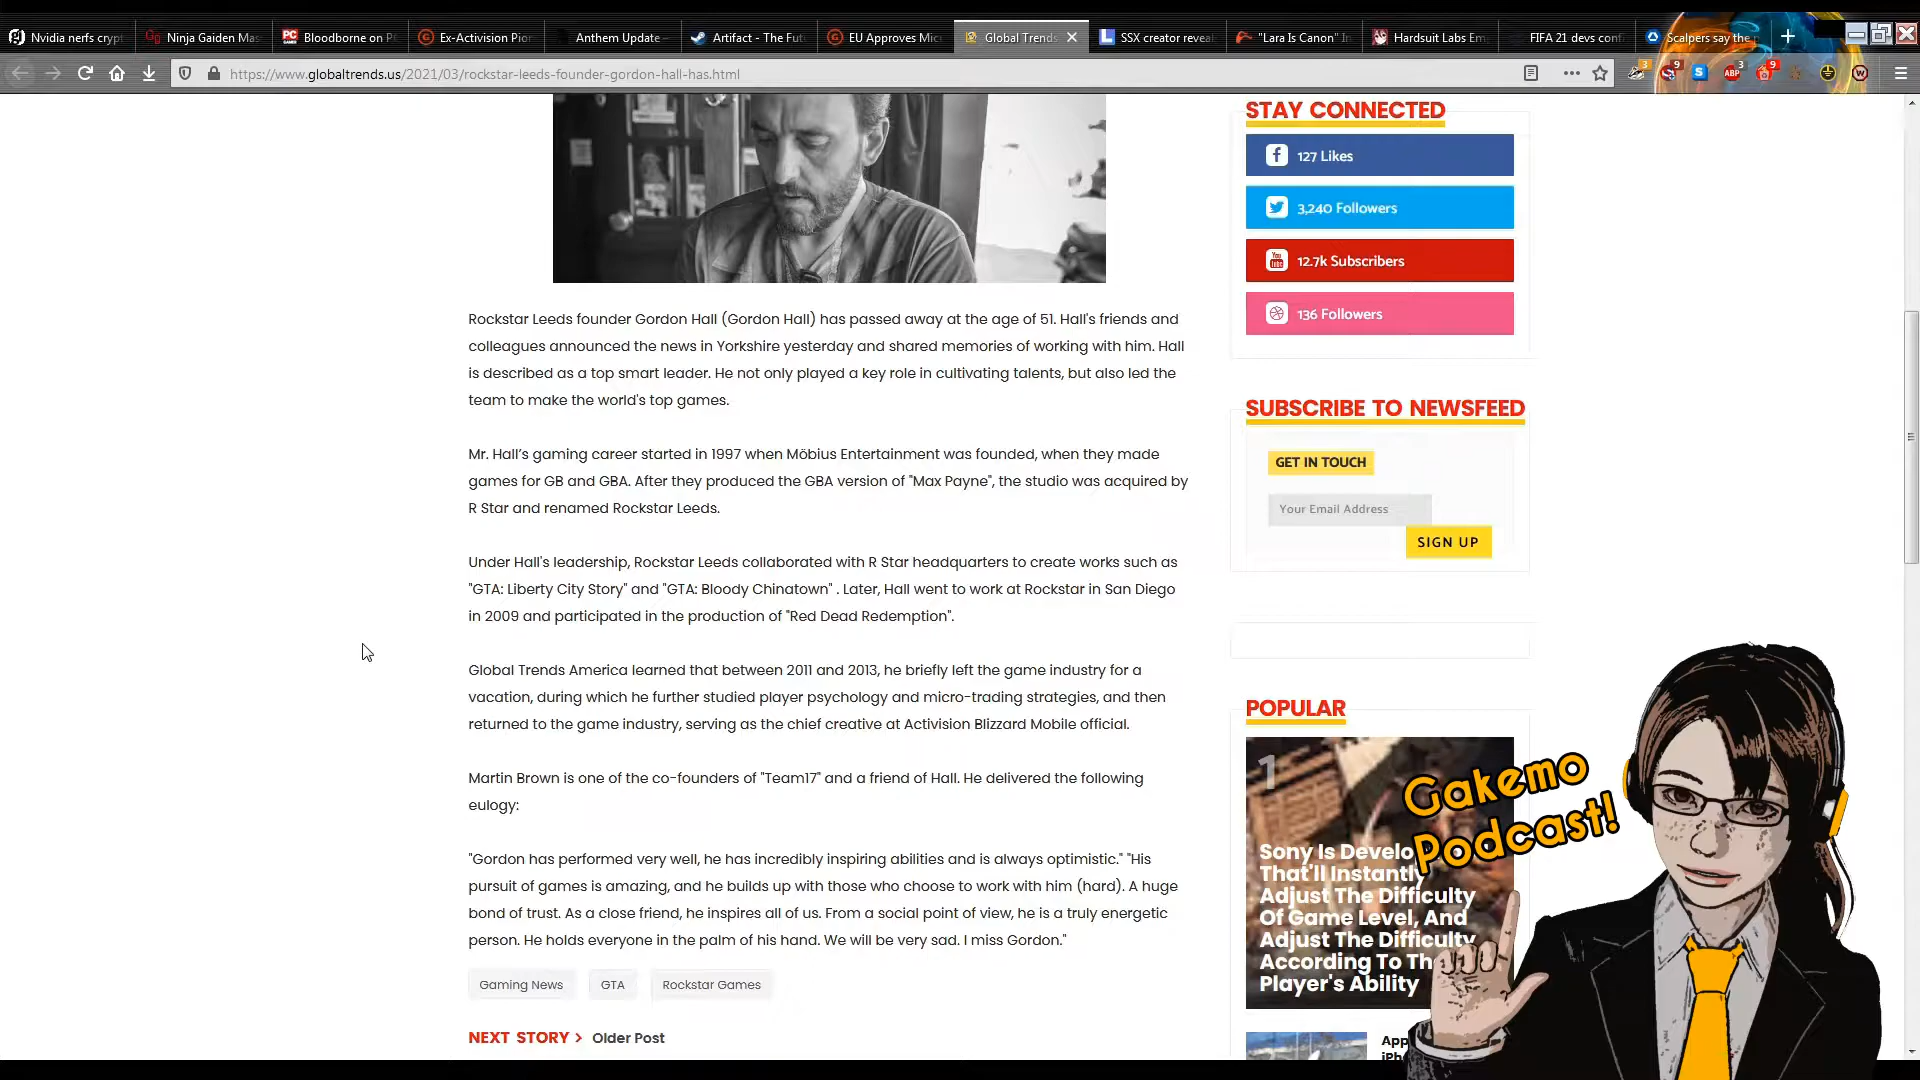 Nvidia nerfs crypt
Ninja Gaiden Mas
Bloodborne on P
Ex-Activision Pion
Anthem Update –
Artifact - The Fut
EU Approves Mic
Global Trends
SSX creator reveal
"Lara Is Canon" I
Hardsuit Labs Em
FIFA 21 devs conf
Scalpers say the
https://www.globaltrends.us/2021/03/rockstar-leeds-founder-gordon-hall-has.html
3
9
ABP 3
9
STAY CONNECTED
127 Likes
3,240 Followers
You Tube 12.7k Subscribers
136 Followers
Rockstar Leeds founder Gordon Hall (Gordon Hall) has passed away at the age of 51. Hall's friends and
colleagues announced the news in Yorkshire yesterday and shared memories of working with him. Hall
is described as a top smart leader. He not only played a key role in cultivating talents, but also led the
team to make the world's top games.
Mr. Hall's gaming career started in 1997 when Möbius Entertainment was founded, when they made
games for GB and GBA. After they produced the GBA version of "Max Payne", the studio was acquired by
R Star and renamed Rockstar Leeds.
Under Hall's leadership, Rockstar Leeds collaborated with R Star headquarters to create works such as
"GTA: Liberty City Story" and "GTA: Bloody Chinatown" . Later, Hall went to work at Rockstar in San Diego
in 2009 and participated in the production of "Red Dead Redemption".
Global Trends America learned that between 2011 and 2013, he briefly left the game industry for a
vacation, during which he further studied player psychology and micro-trading strategies, and then
returned to the game industry, serving as the chief creative at Activision Blizzard Mobile official.
Martin Brown is one of the co-founders of "Team17" and a friend of Hall. He delivered the following
eulogy:
"Gordon has performed very well, he has incredibly inspiring abilities and is always optimistic." "His
pursuit of games is amazing, and he builds up with those who choose to work with him (hard). A huge
bond of trust. As a close friend, he inspires all of us. From a social point of view, he is a truly energetic
person. He holds everyone in the palm of his hand. We will be very sad. I miss Gordon."
Gaming News
GTA
Rockstar Games
NEXT STORY > Older Post
SUBSCRIBE TO NEWSFEED
GET IN TOUCH
Your Email Address
SIGN UP
POPULAR
1
Sony Is Develo
That'll Instantly
Adjust The Difficulty
Of Game Level, And
Adjust The Difficulty
According To The
Player's Ability
App
iPh
Gakemo
Podcast!